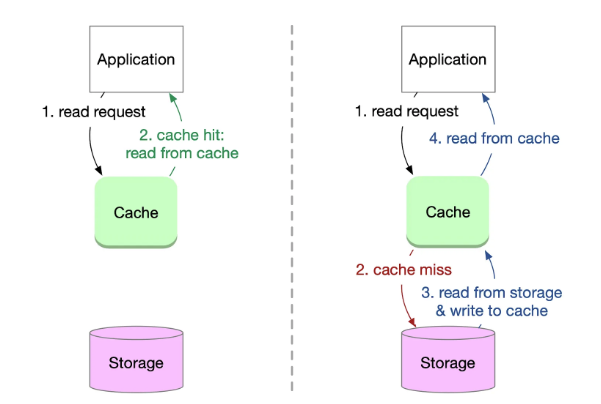 Application
1. read request
2. cache hit:
read from cache
Cache
Storage
Application
1. read request
4. read from cache
Cache
2. cache miss
3. read from storage
& write to cache
Storage